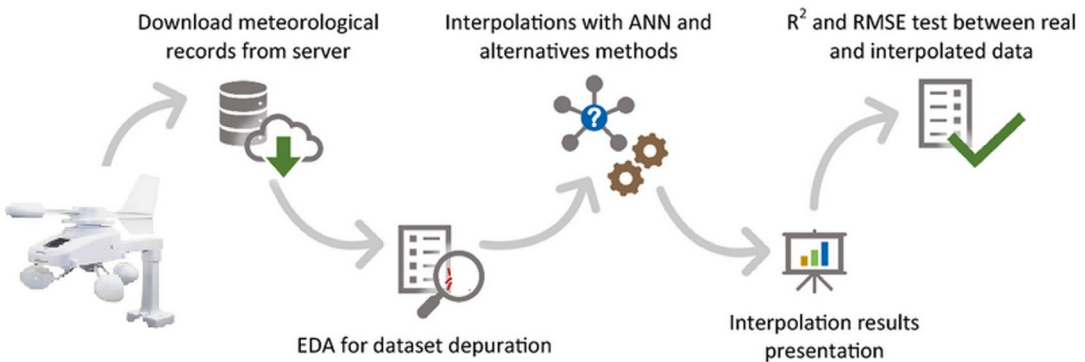 Download meteorological
records from server
EDA for dataset depuration
Interpolations with ANN and
alternatives methods
?
Interpolation results
presentation
R² and RMSE test between real
and interpolated data